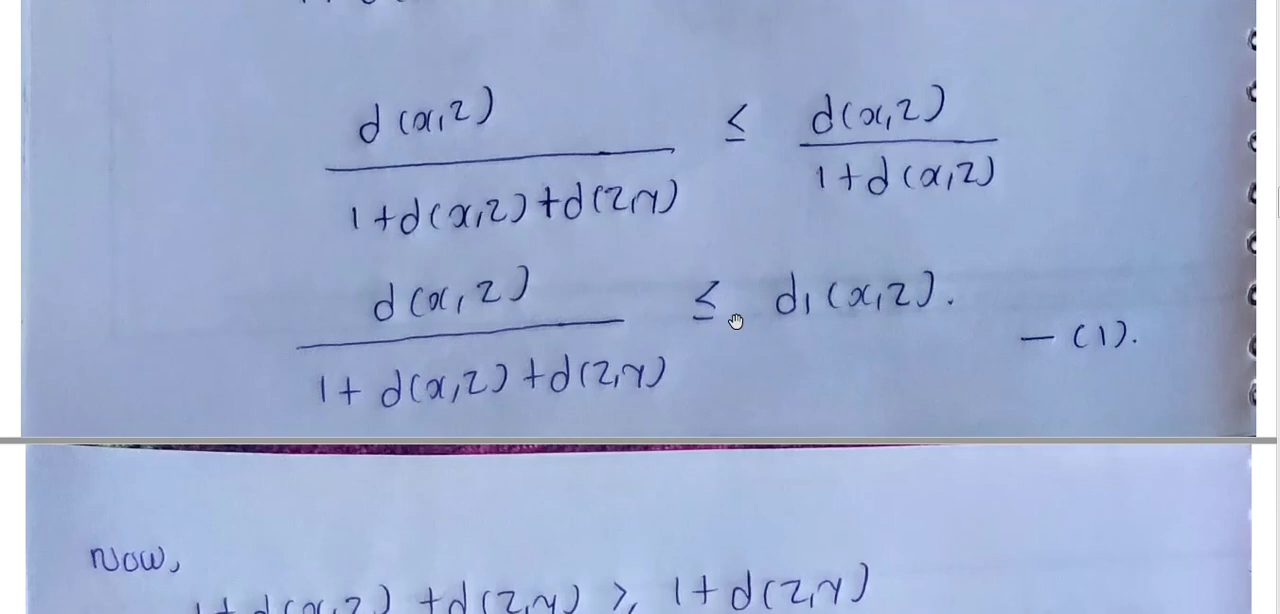 d(x,z) / 1+d(x,z)+d(z,y) ≤ d(x,z) / 1+d(x,z)
d(x,z) / 1+d(x,z)+d(z,y) ≤ d₁(x,z).
— (1).
Now,
1+d(x,z)+d(z,y) ≥ 1+d(z,y)